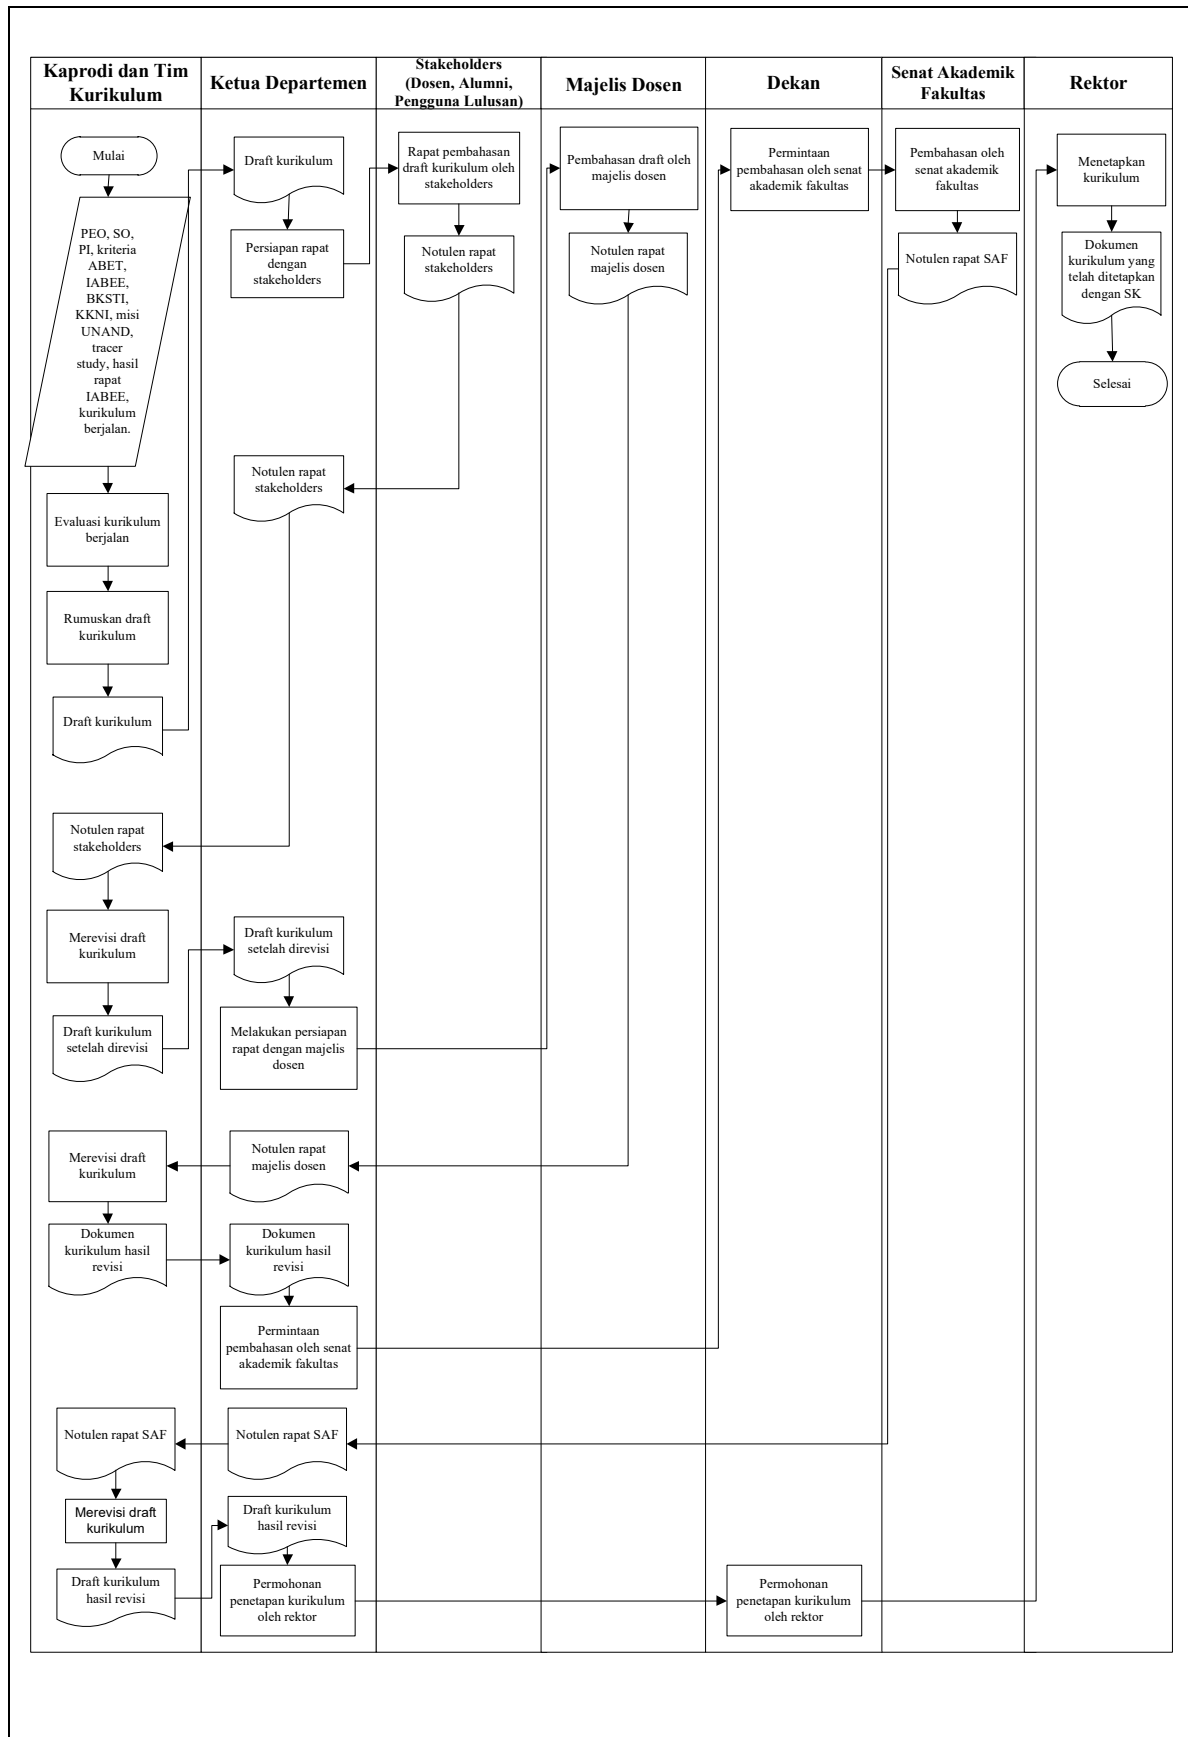 Kaprodi dan Tim
Kurikulum
Ketua Departemen
Stakeholders
(Dosen, Alumni,
Pengguna Lulusan)
Majelis Dosen
Dekan
Senat Akademik
Fakultas
Rektor
Mulai
PEO, SO,
PI, kriteria
ABET,
IABEE,
BKSTI,
KKNI, misi
UNAND,
tracer
study, hasil
rapat
IABEE,
kurikulum
berjalan.
Evaluasi kurikulum
berjalan
Rumuskan draft
kurikulum
Draft kurikulum
Draft kurikulum
Persiapan rapat
dengan
stakeholders
Rapat pembahasan
draft kurikulum oleh
stakeholders
Notulen rapat
stakeholders
Notulen rapat
stakeholders
Notulen rapat
stakeholders
Merevisi draft
kurikulum
Draft kurikulum
setelah direvisi
Draft kurikulum
setelah direvisi
Melakukan persiapan
rapat dengan majelis
dosen
Pembahasan draft oleh
majelis dosen
Notulen rapat
majelis dosen
Notulen rapat
majelis dosen
Merevisi draft
kurikulum
Dokumen
kurikulum hasil
revisi
Dokumen
kurikulum hasil
revisi
Permintaan
pembahasan oleh senat
akademik fakultas
Permintaan
pembahasan oleh senat
akademik fakultas
Pembahasan oleh
senat akademik
fakultas
Notulen rapat SAF
Notulen rapat SAF
Notulen rapat SAF
Merevisi draft
kurikulum
Draft kurikulum
hasil revisi
Draft kurikulum
hasil revisi
Permohonan
penetapan kurikulum
oleh rektor
Permohonan
penetapan kurikulum
oleh rektor
Menetapkan
kurikulum
Dokumen
kurikulum yang
telah ditetapkan
dengan SK
Selesai